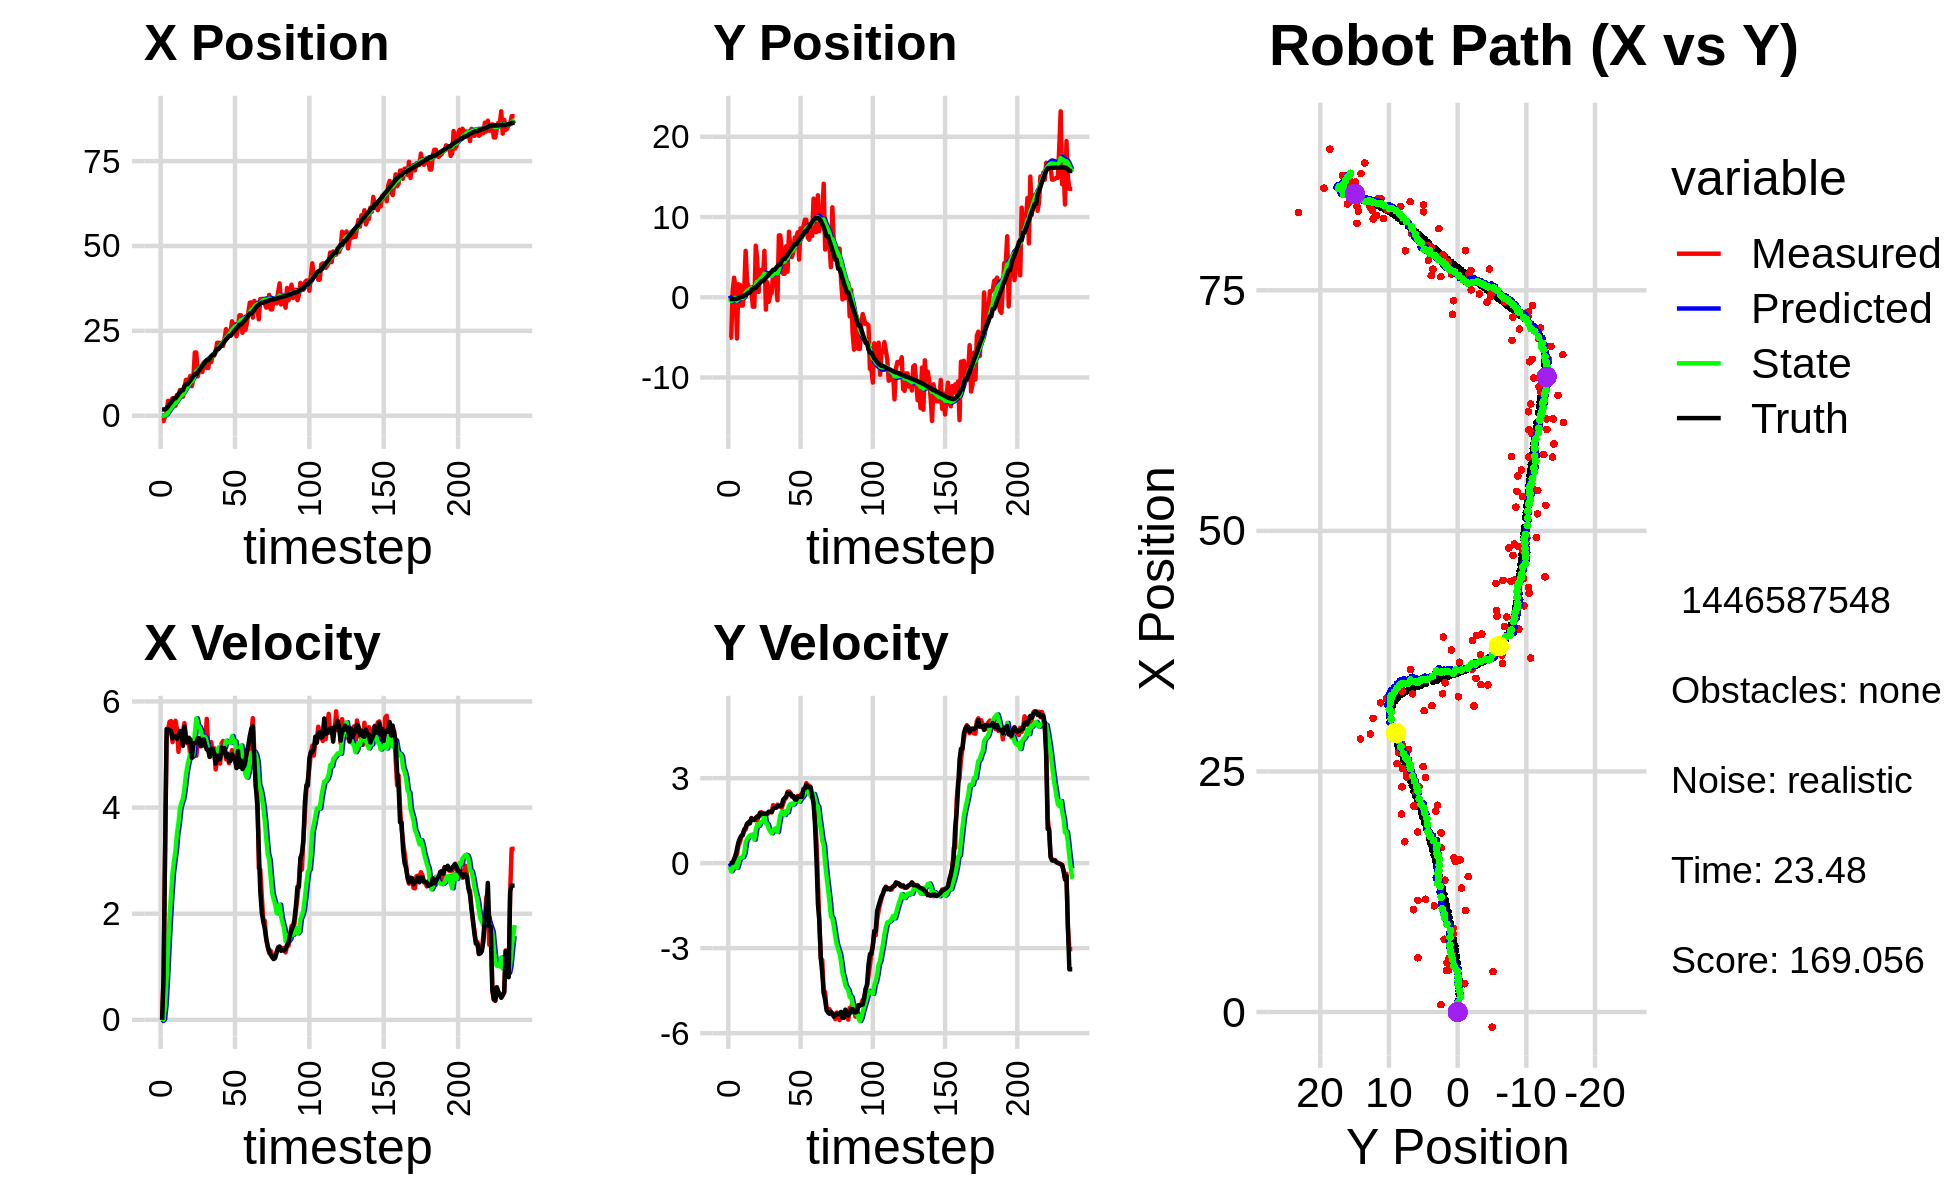 X Position
75
50
25
0
0
50
100
150
200
timestep
Y Position
20
10
0
-10
0
50
100
150
200
timestep
X Velocity
6
4
2
0
0
50
100
150
200
timestep
Y Velocity
3
0
-3
-6
0
50
100
150
200
timestep
Robot Path (X vs Y)
X Position
75
50
25
0
20 10 0 -10 -20
Y Position
variable
Measured
Predicted
State
Truth
1446587548
Obstacles: none
Noise: realistic
Time: 23.48
Score: 169.056